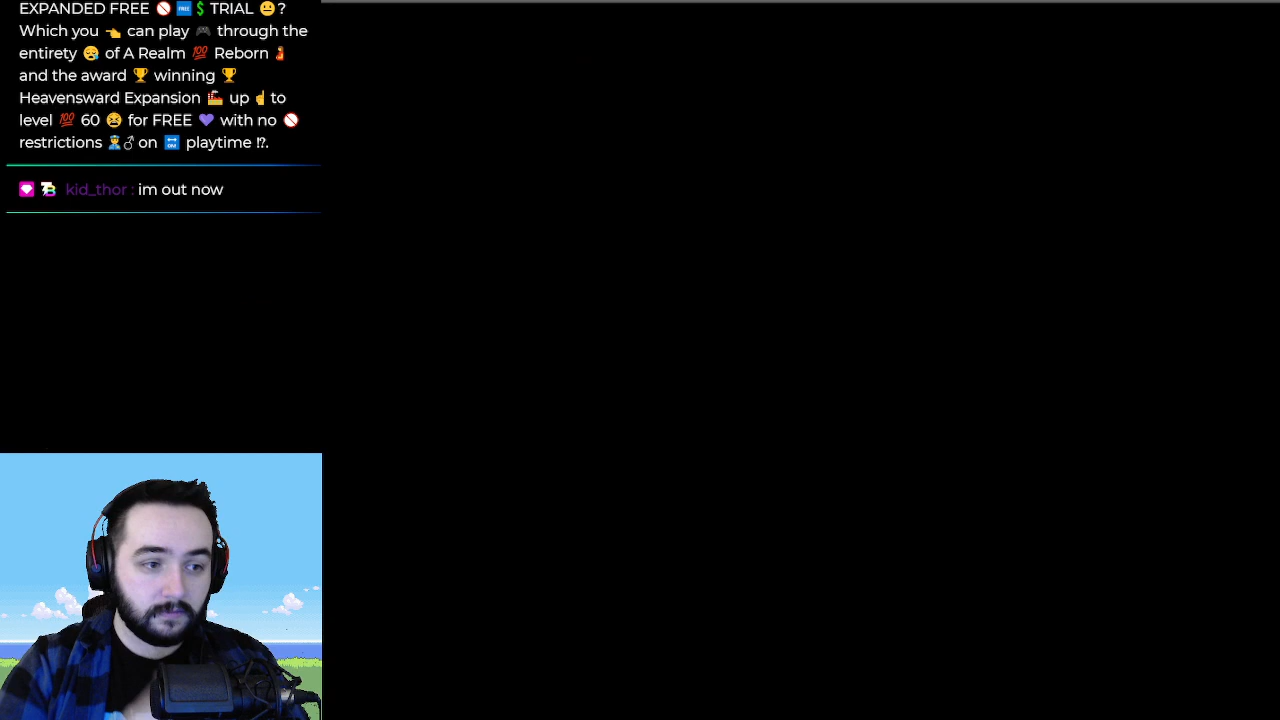 EXPANDED FREE 🚫 🆓 💲 TRIAL 😐?
Which you 👈 can play 🎮 through the
entirety 😪 of A Realm 💯 Reborn 🤰
and the award 🏆 winning 🏆
Heavensward Expansion 🏭 up ☝ to
level 💯 60 😫 for FREE 💜 with no 🚫
restrictions 👮♂ on 🔛 playtime ⁉.
kid_thor : im out now